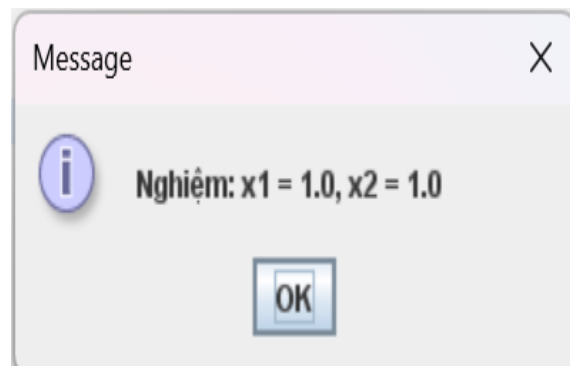 Message
Nghiệm: x1 = 1.0, x2 = 1.0
OK